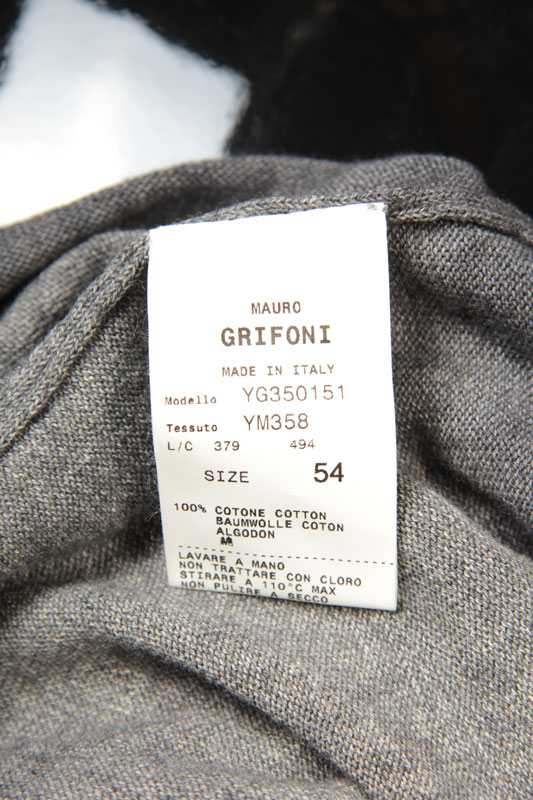 MAURO
GRIFONI
MADE IN ITALY
Modello YG350151
Tessuto YM358
L/C 379 494
SIZE 54
100% COTONE COTTON
BAUMWOLLE COTON
ALGODON
LAVARE A MANO
NON TRATTARE CON CLORO
STIRARE A 110°C MAX
NON PULIRE A SECCO